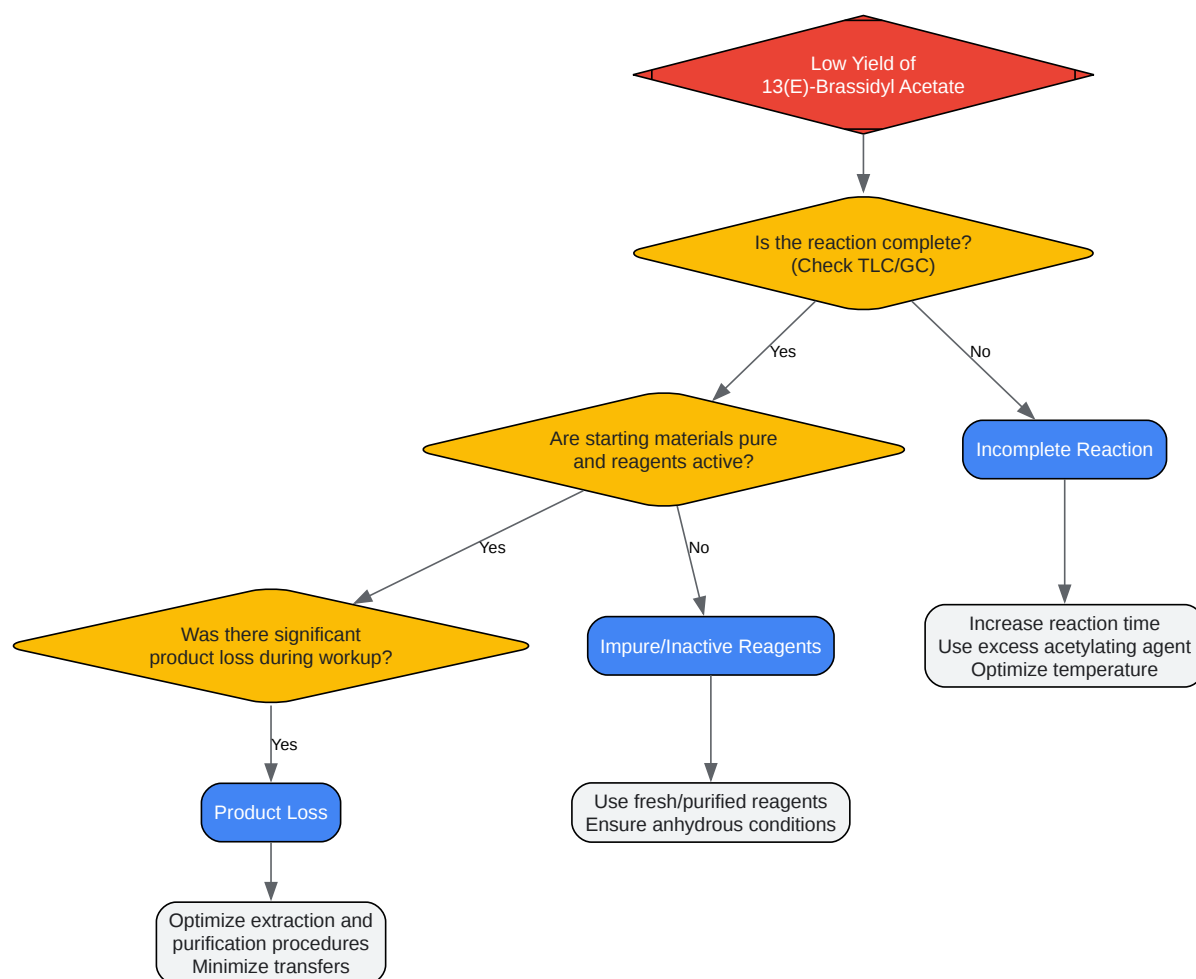 Low Yield of
13(E)-Brassidyl Acetate
Is the reaction complete?
(Check TLC/GC)
Yes
No
Are starting materials pure
and reagents active?
Incomplete Reaction
Yes
No
Was there significant
product loss during workup?
Impure/Inactive Reagents
Increase reaction time
Use excess acetylating agent
Optimize temperature
Yes
Product Loss
Use fresh/purified reagents
Ensure anhydrous conditions
Optimize extraction and
purification procedures
Minimize transfers